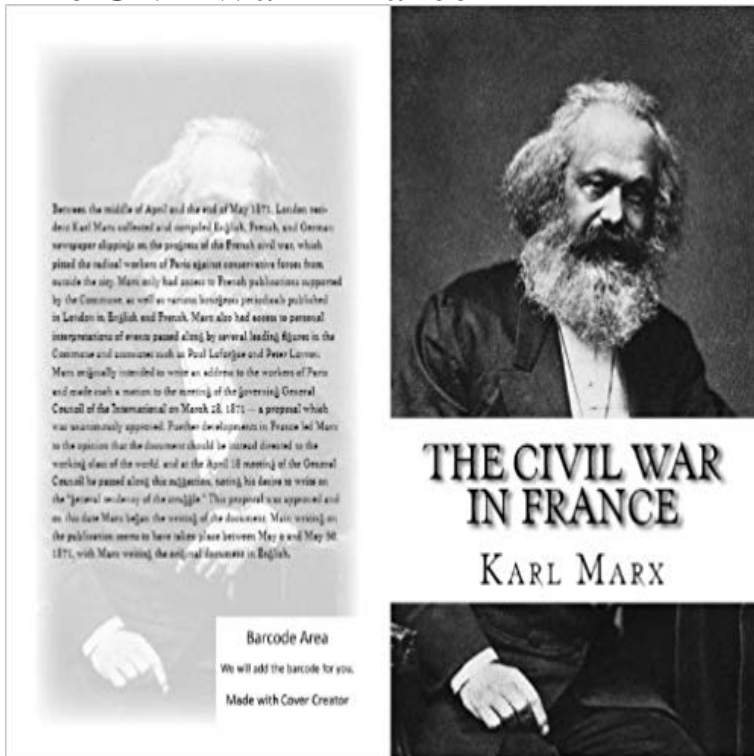 Between the middle of April and the end of May 1871, London resi-
dent Karl Marx collected and compiled English, French, and German
newspaper clippings on the progress of the French civil war, which
pitted the radical workers of Paris against conservative forces from
outside the city. Marx only had access to French publications supported
by the Commune, as well as various bourgeois periodicals published
in London in English and French. Marx also had access to personal
interpretations of events passed along by several leading figures in the
Commune and associates such as Paul Lafargue and Peter Lavrov.
Marx originally intended to write an address to the workers of Paris
and made such a motion to the meeting of the governing General
Council of the International on March 28, 1871 — a proposal which
was unanimously approved. Further developments in France led Marx
to the opinion that the document should be instead directed to the
working class of the world, and at the April 18 meeting of the General
Council he passed along this suggestion, noting his desire to write on
the "general tendency of the struggle." This proposal was approved and
on this date Marx began the writing of the document. Main writing on
the publication seems to have taken place between May 6 and May 30,
1871, with Marx writing the original document in English.
Barcode Area
We will add the barcode for you.
Made with Cover Creator
THE CIVIL WAR
IN FRANCE
KARL MARX